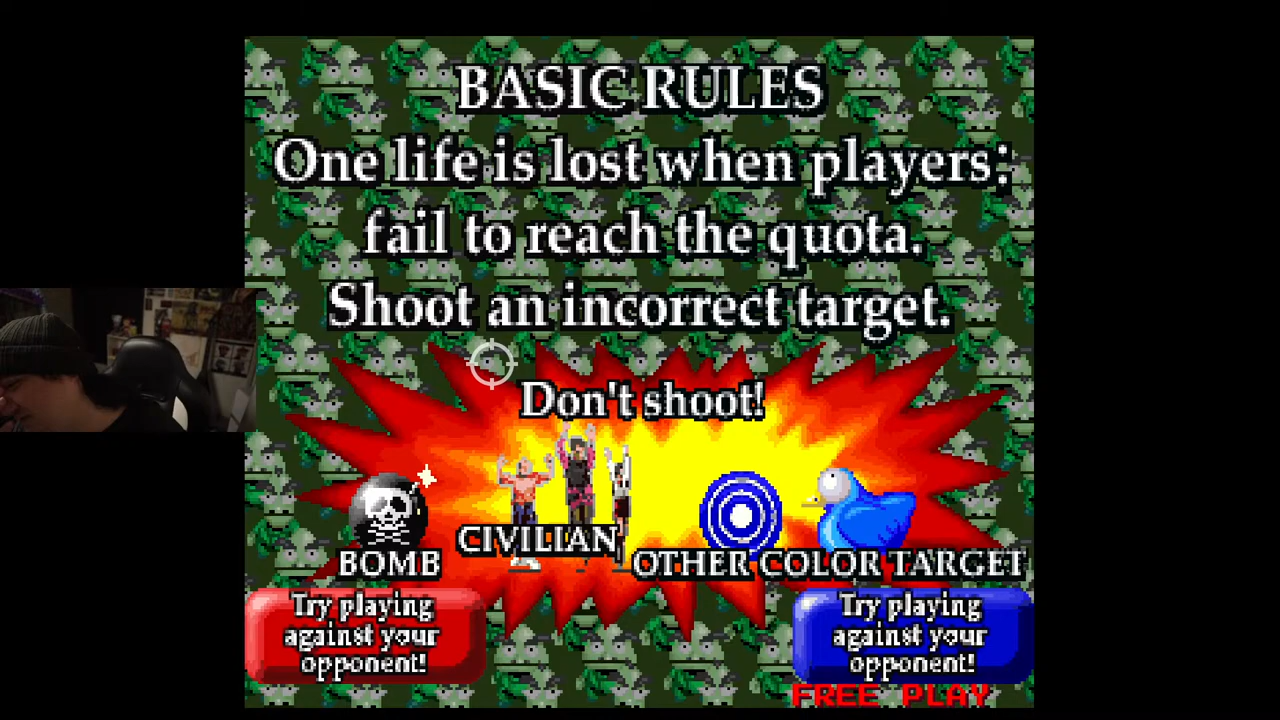 BASIC RULES
One life is lost when players:
fail to reach the quota.
Shoot an incorrect target.
Don't shoot!
BOMB
CIVILIAN
OTHER COLOR TARGET
Try playing
against your
opponent!
Try playing
against your
opponent!
FREE PLAY